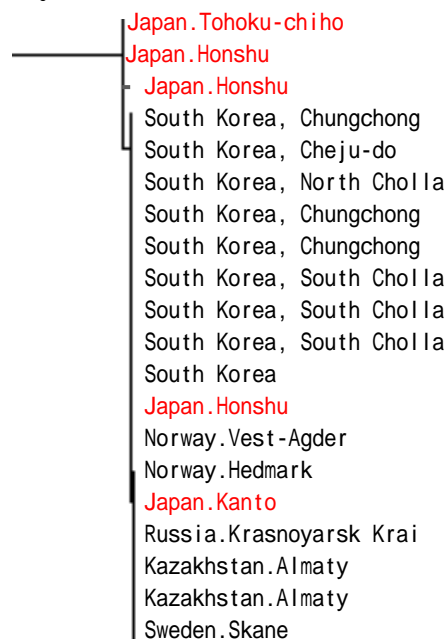 Japan.Tohoku-chiho
Japan.Honshu
Japan.Honshu
South Korea, Chungchong
South Korea, Cheju-do
South Korea, North Cholla
South Korea, Chungchong
South Korea, Chungchong
South Korea, South Cholla
South Korea, South Cholla
South Korea, South Cholla
South Korea
Japan.Honshu
Norway.Vest-Agder
Norway.Hedmark
Japan.Kanto
Russia.Krasnoyarsk Krai
Kazakhstan.Almaty
Kazakhstan.Almaty
Sweden.Skane